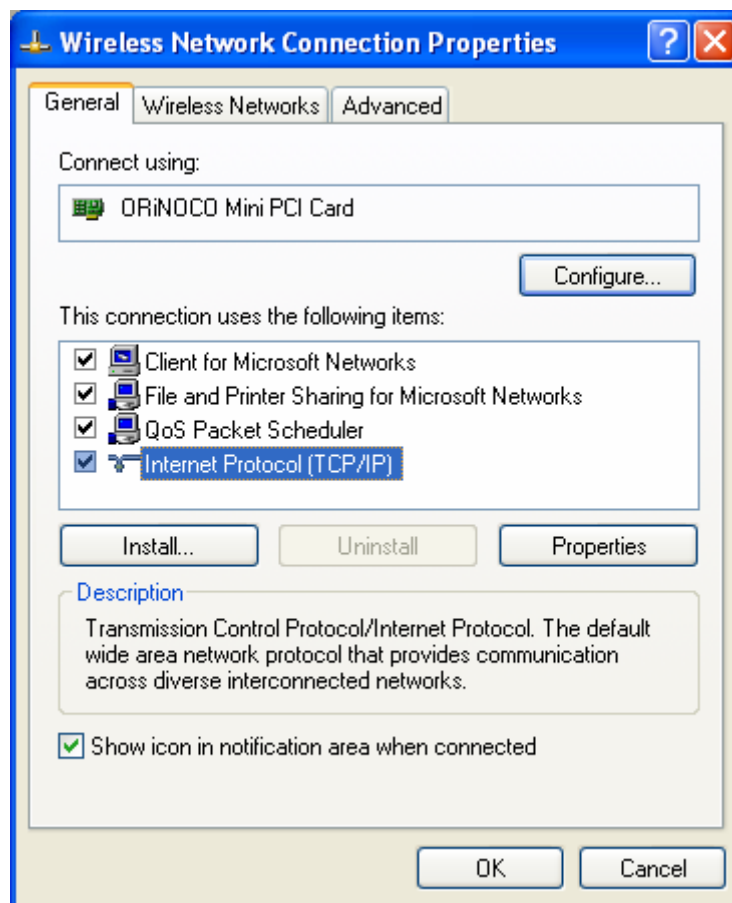 Wireless Network Connection Properties
General Wireless Networks Advanced
Connect using:
ORiNOCO Mini PCI Card
Configure...
This connection uses the following items:
Client for Microsoft Networks
File and Printer Sharing for Microsoft Networks
QoS Packet Scheduler
Internet Protocol (TCP/IP)
Install... Uninstall Properties
Description
Transmission Control Protocol/Internet Protocol. The default
wide area network protocol that provides communication
across diverse interconnected networks.
Show icon in notification area when connected
OK Cancel